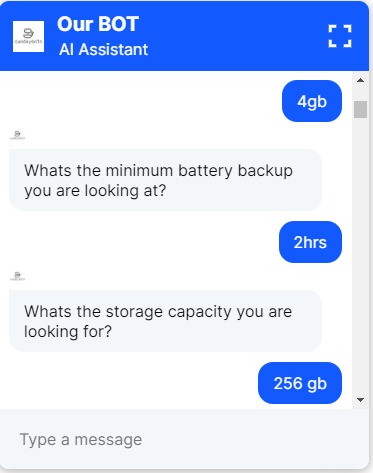 Our BOT
AI Assistant
4gb
Whats the minimum battery backup
you are looking at?
2hrs
Whats the storage capacity you are
looking for?
256 gb
Type a message